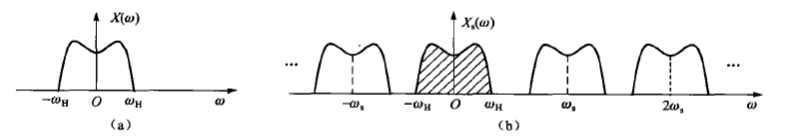 X(ω)
−ω_H O ω_H ω
(a)
X_s(ω)
... ...
−ω_s −ω_H O ω_H ω_s 2ω_s ω
(b)